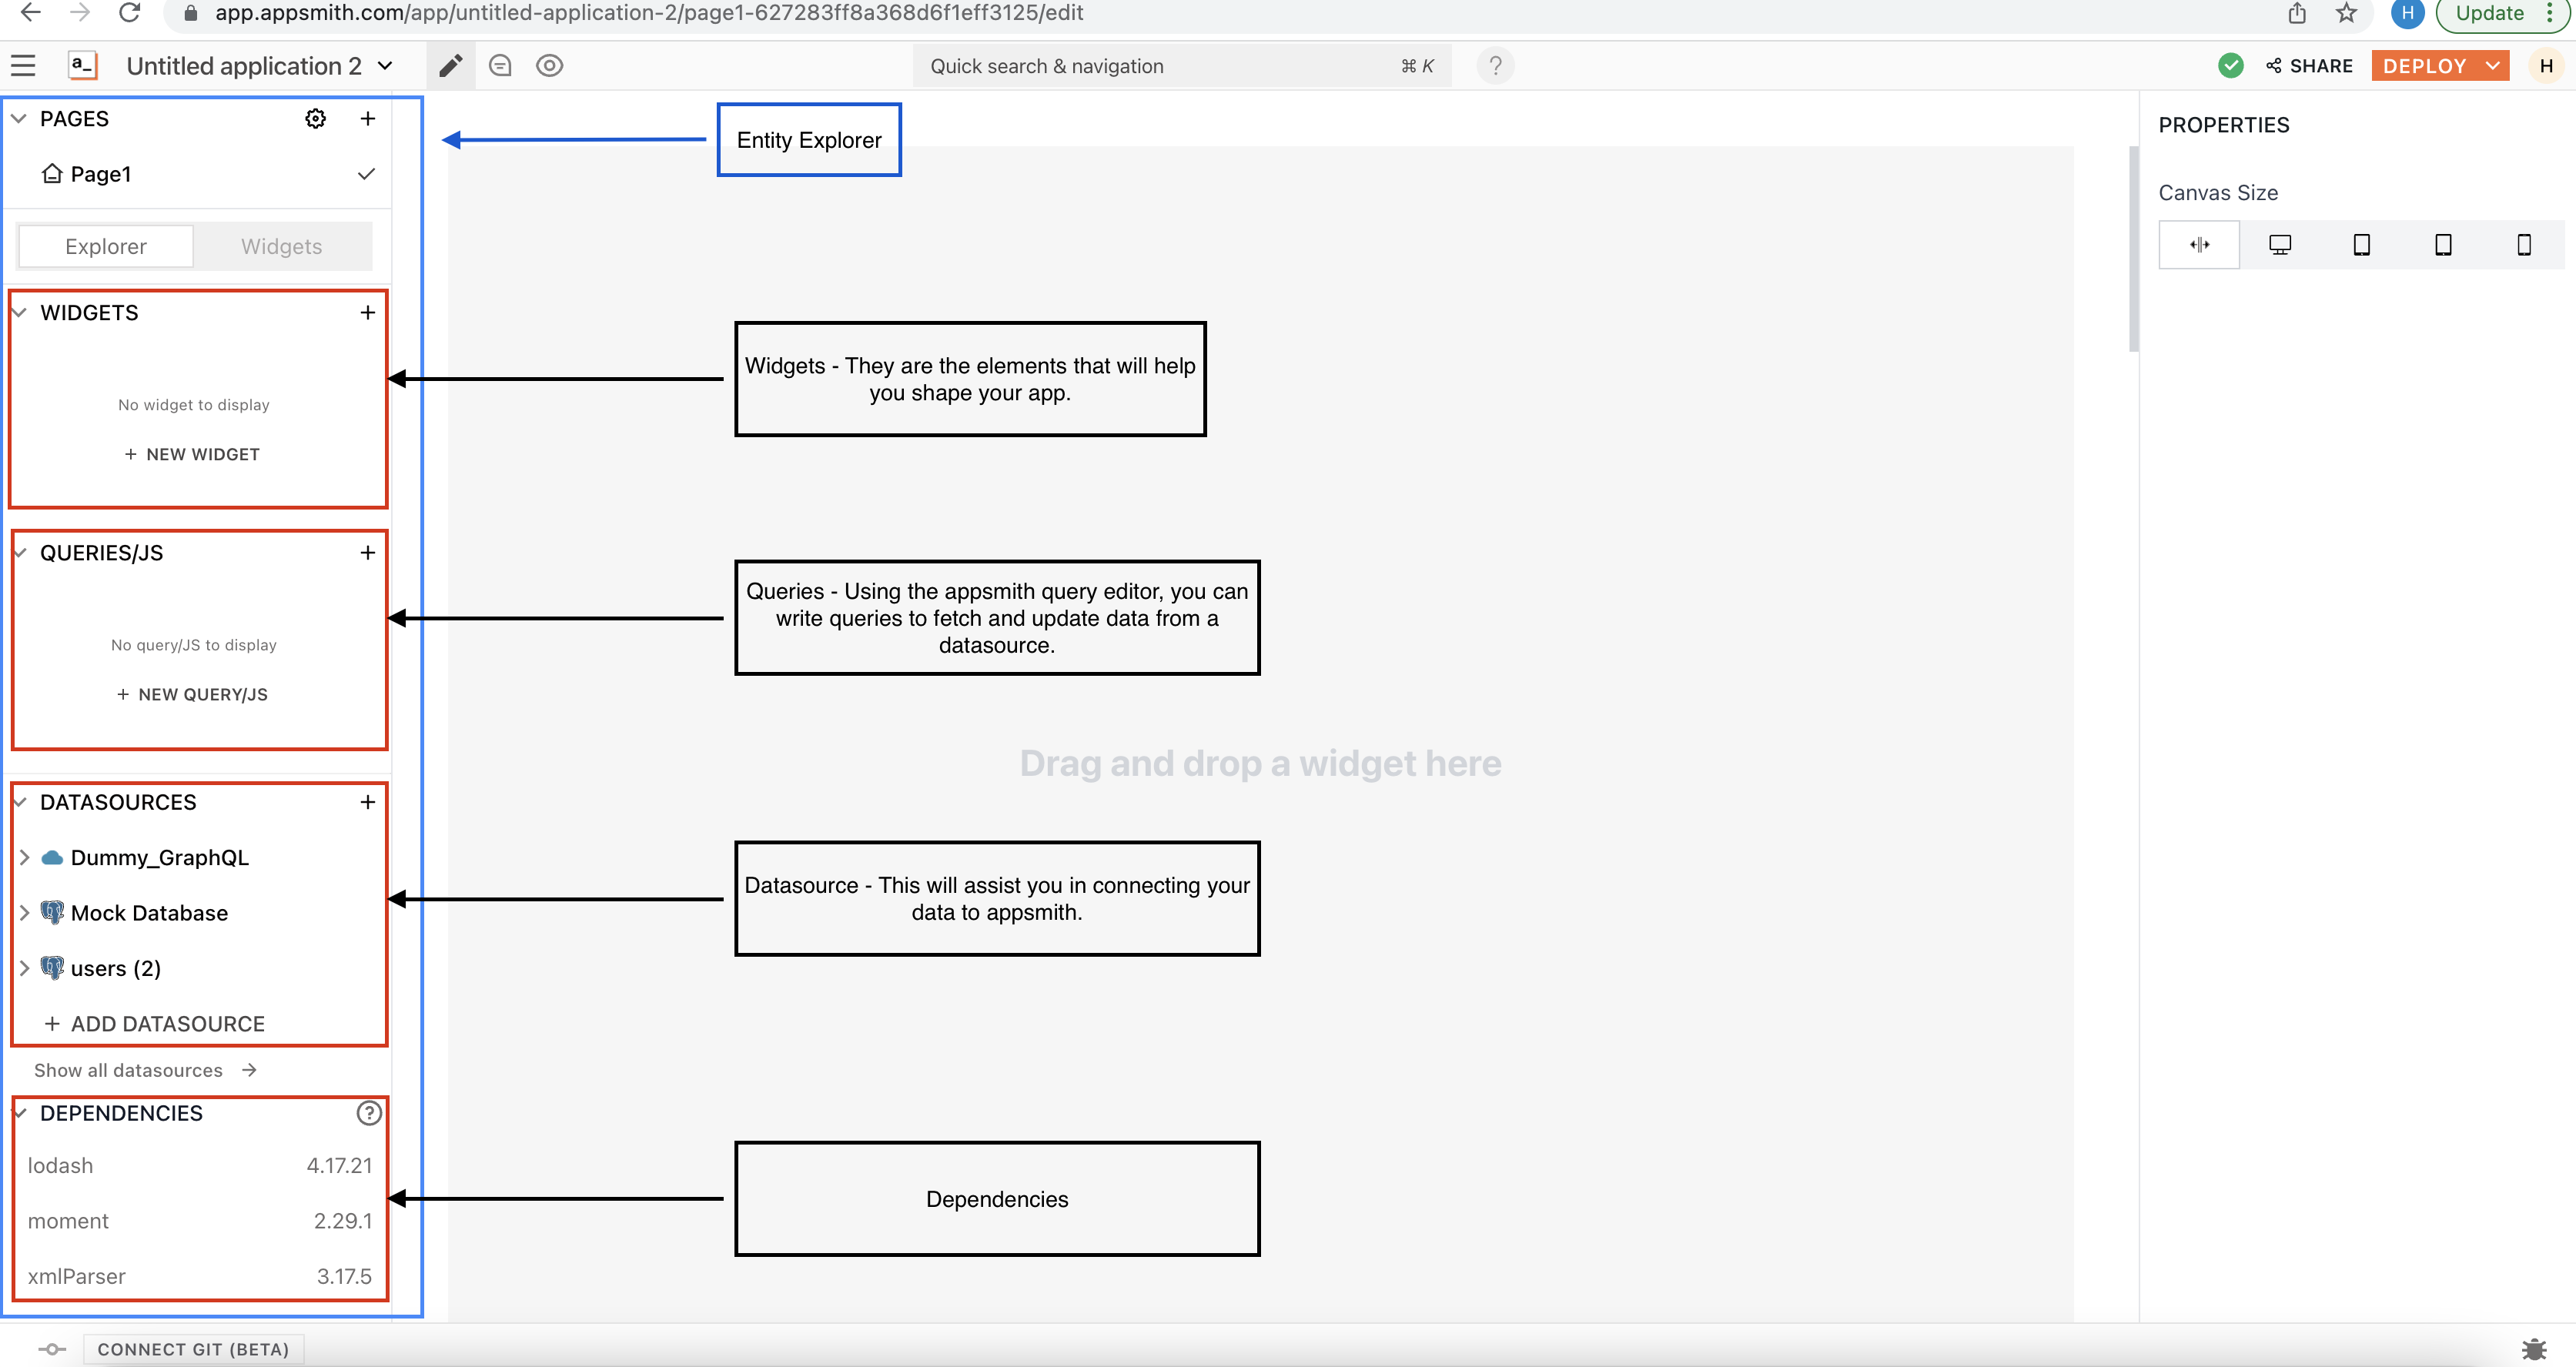 app.appsmith.com/app/untitled-application-2/page1-627283ff8a368d6f1eff3125/edit
H
Update
a_
Untitled application 2
Quick search & navigation
⌘ K
?
SHARE
DEPLOY
H
PAGES
Page1
Explorer
Widgets
WIDGETS
No widget to display
+ NEW WIDGET
QUERIES/JS
No query/JS to display
+ NEW QUERY/JS
DATASOURCES
Dummy_GraphQL
Mock Database
users (2)
+ ADD DATASOURCE
Show all datasources →
DEPENDENCIES
?
lodash 4.17.21
moment 2.29.1
xmlParser 3.17.5
CONNECT GIT (BETA)
Entity Explorer
Widgets - They are the elements that will help
you shape your app.
Queries - Using the appsmith query editor, you can
write queries to fetch and update data from a
datasource.
Drag and drop a widget here
Datasource - This will assist you in connecting your
data to appsmith.
Dependencies
PROPERTIES
Canvas Size